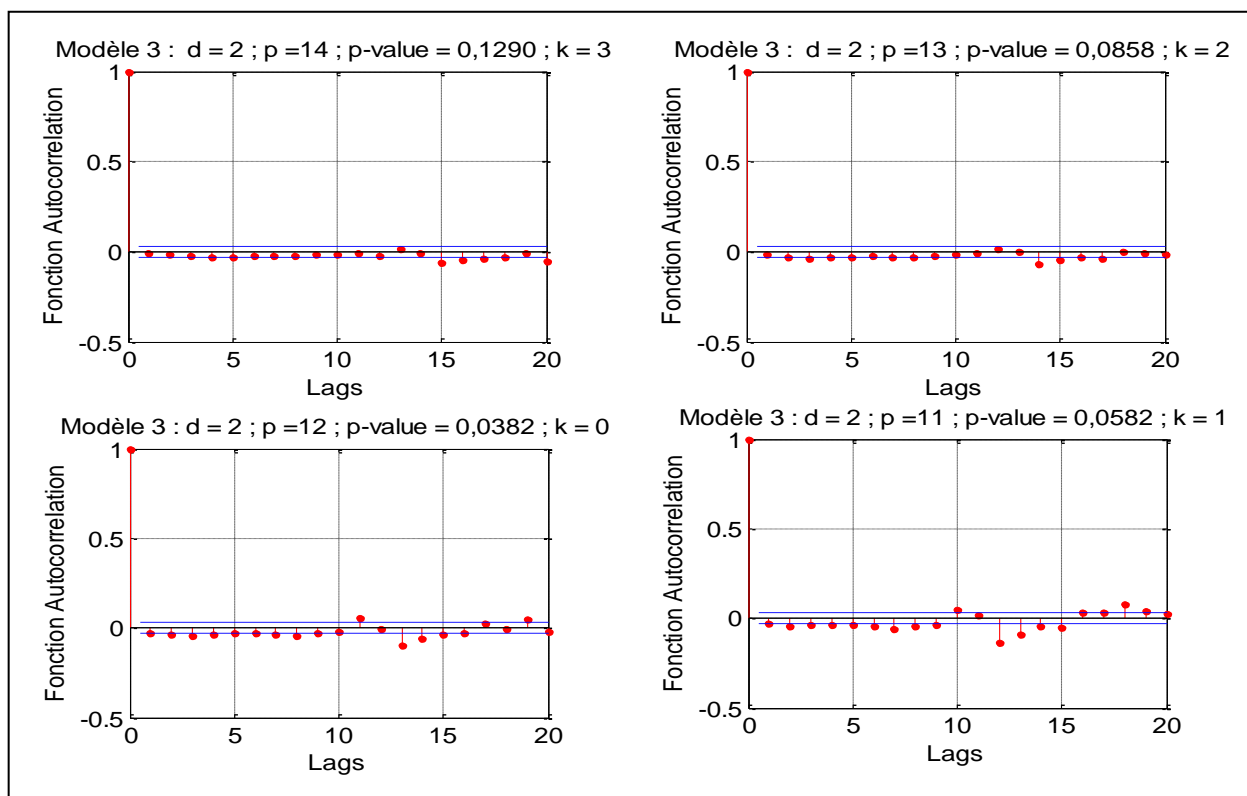 Modèle 3 : d = 2 ; p =14 ; p-value = 0,1290 ; k = 3
1
0.5
0
-0.5
Fonction Autocorrelation
0 5 10 15 20
Lags
Modèle 3 : d = 2 ; p =13 ; p-value = 0,0858 ; k = 2
1
0.5
0
-0.5
Fonction Autocorrelation
0 5 10 15 20
Lags
Modèle 3 : d = 2 ; p =12 ; p-value = 0,0382 ; k = 0
1
0.5
0
-0.5
Fonction Autocorrelation
0 5 10 15 20
Lags
Modèle 3 : d = 2 ; p =11 ; p-value = 0,0582 ; k = 1
1
0.5
0
-0.5
Fonction Autocorrelation
0 5 10 15 20
Lags